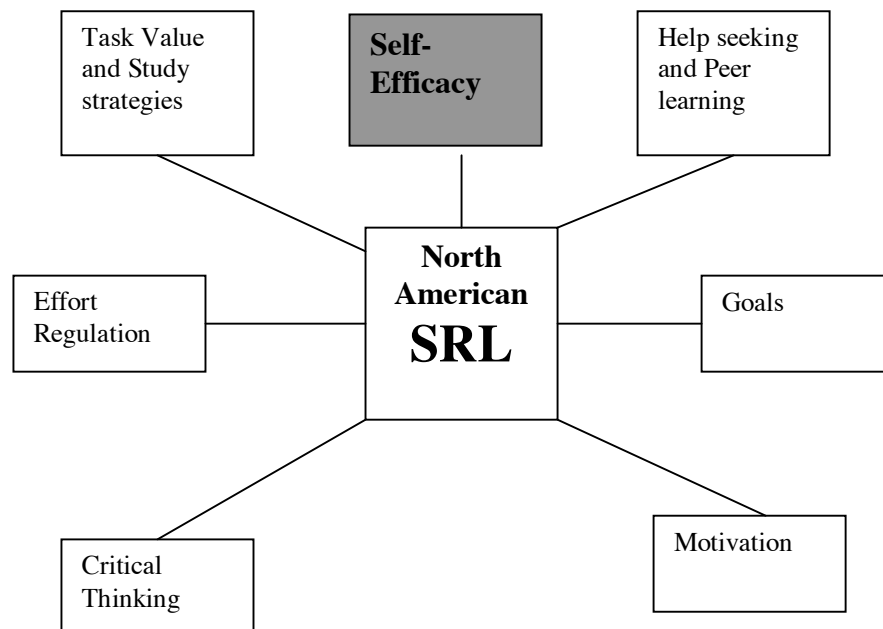 Task Value
and Study
strategies
Self-
Efficacy
Help seeking
and Peer
learning
North
American
SRL
Effort
Regulation
Goals
Critical
Thinking
Motivation